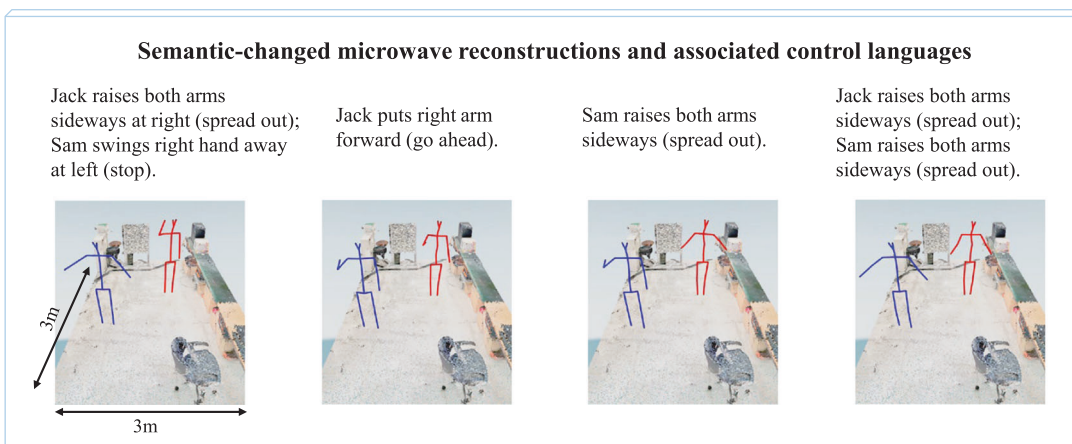 Semantic-changed microwave reconstructions and associated control languages
Jack raises both arms
sideways at right (spread out);
Sam swings right hand away
at left (stop).
Jack puts right arm
forward (go ahead).
Sam raises both arms
sideways (spread out).
Jack raises both arms
sideways (spread out);
Sam raises both arms
sideways (spread out).
3m
3m